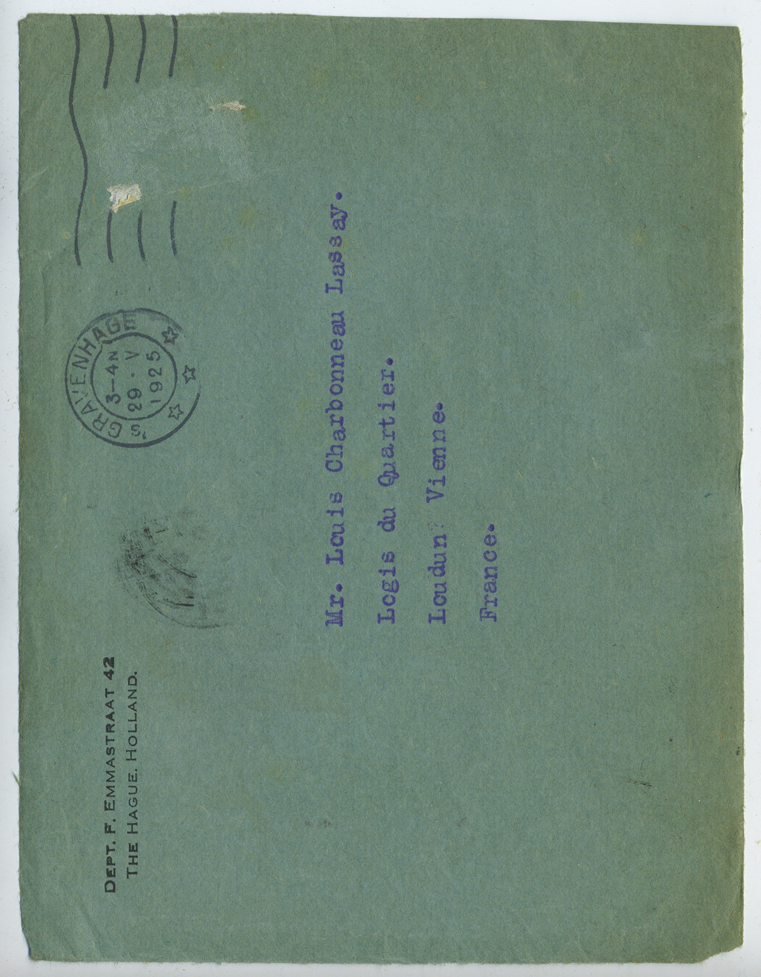 DEPT. F. EMMASTRAAT 42
THE HAGUE. HOLLAND.
'S GRAVENHAGE
3-4N
29 · V
1925
Mr. Louis Charbonneau Lassay.
Logis du Quartier.
Loudun: Vienne.
France.